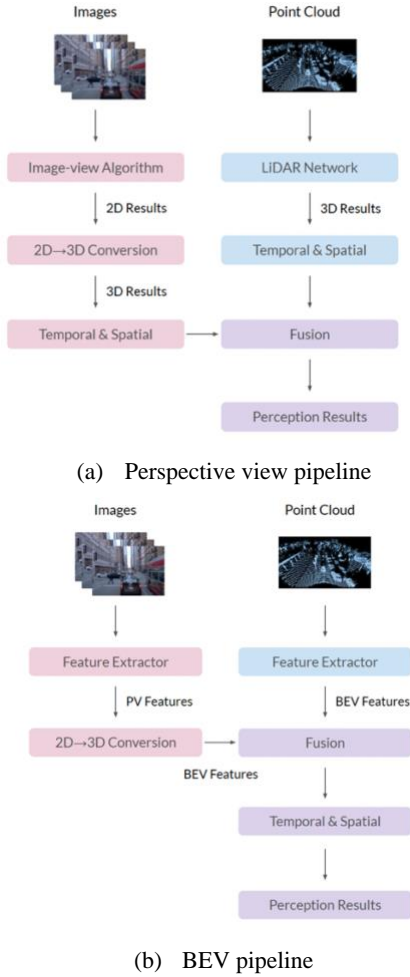 Images Point Cloud
Image-view Algorithm LiDAR Network
2D Results 3D Results
2D→3D Conversion Temporal & Spatial
3D Results
Temporal & Spatial Fusion
Perception Results
(a) Perspective view pipeline
Images Point Cloud
Feature Extractor Feature Extractor
PV Features BEV Features
2D→3D Conversion Fusion
BEV Features
Temporal & Spatial
Perception Results
(b) BEV pipeline